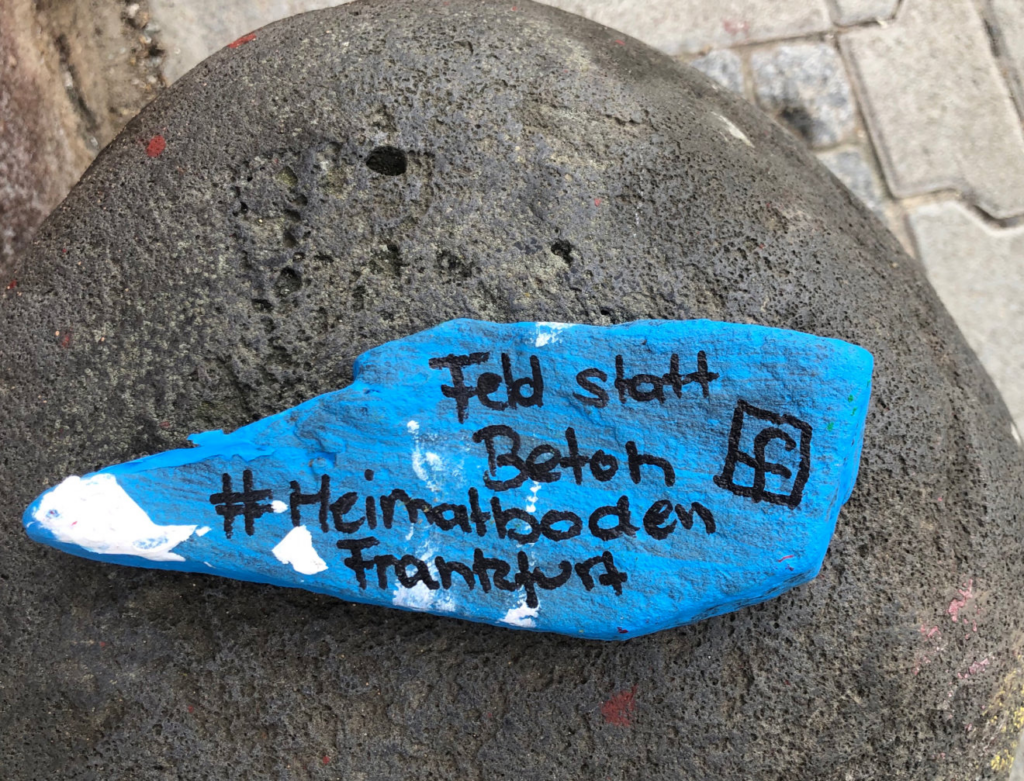 Feld statt
Beton
#Heimatboden
Frankfurt